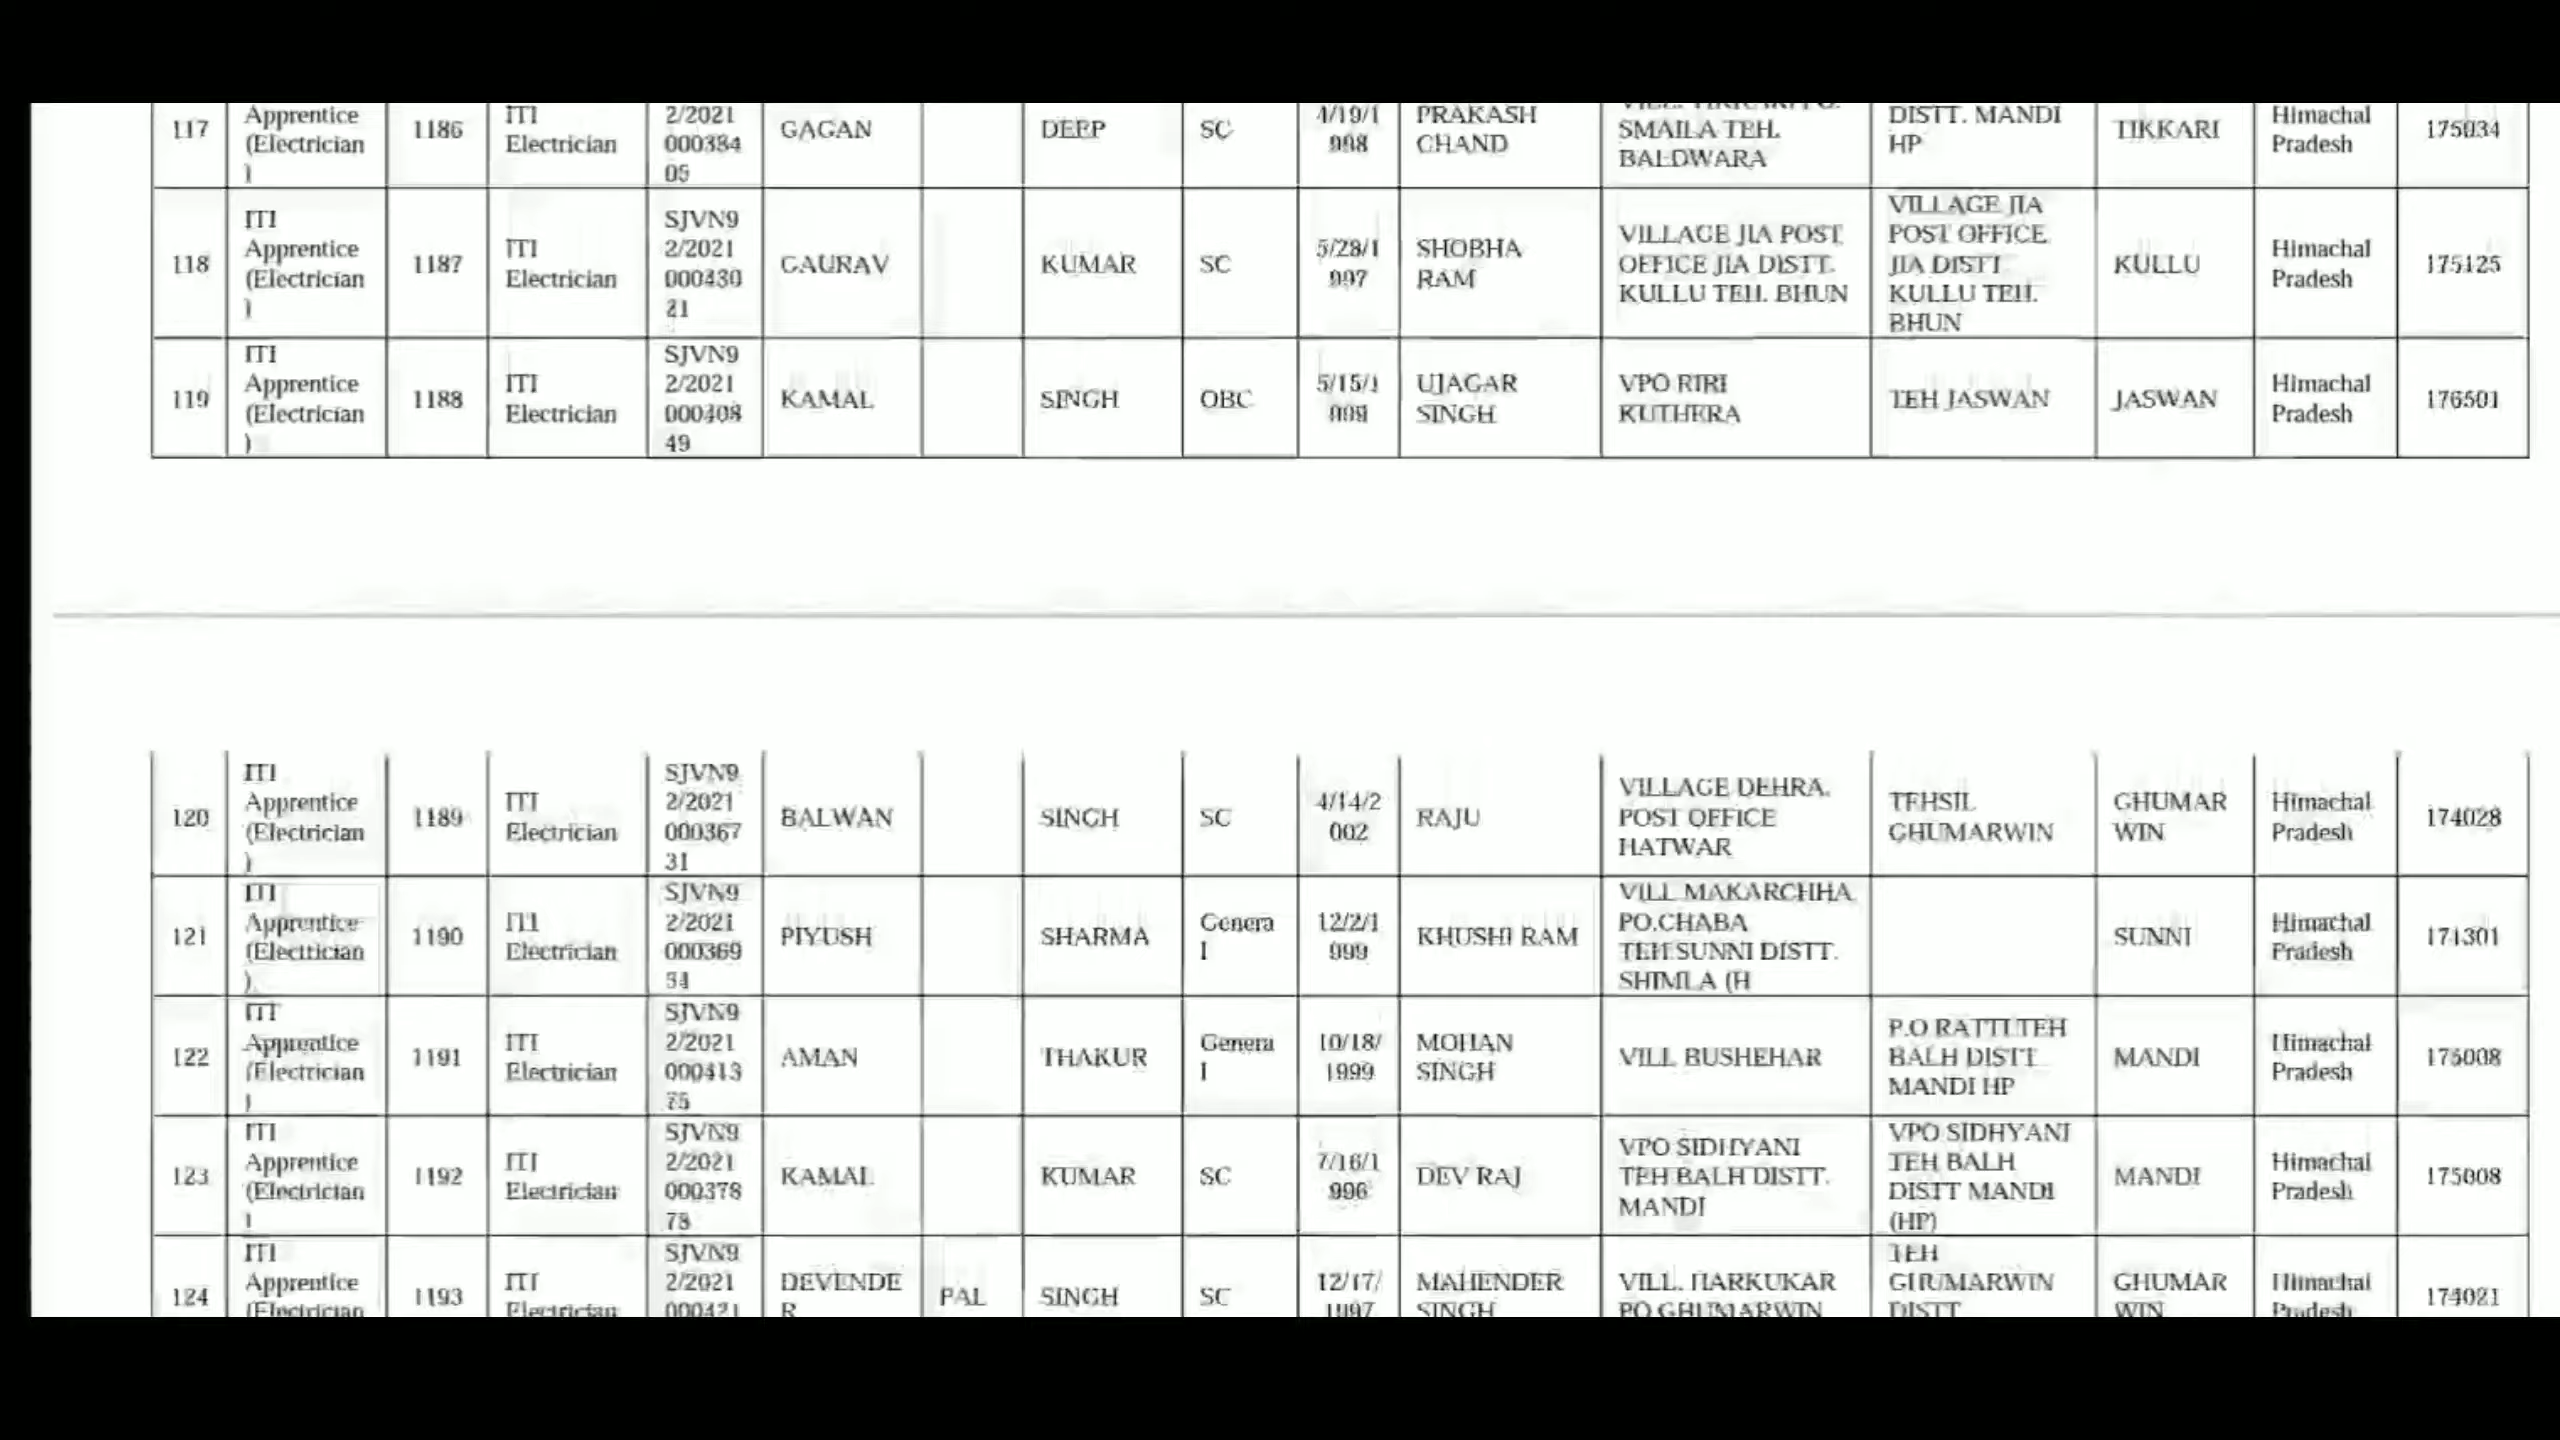 117
Apprentice
(Electrician
)
1186
ITI
Electrician
2/2021
000384
05
GAGAN
DEEP
SC
4/19/1
998
PRAKASH
CHAND
SMAILA TEH.
BALDWARA
DISTT. MANDI
HP
TIKKARI
Himachal
Pradesh
175034
118
ITI
Apprentice
(Electrician
)
1187
ITI
Electrician
SJVN9
2/2021
000430
21
GAURAV
KUMAR
SC
5/28/1
997
SHOBHA
RAM
VILLAGE JIA POST
OFFICE JIA DISTT.
KULLU TEH. BHUN
VILLAGE JIA
POST OFFICE
JIA DISTT
KULLU TEH.
BHUN
KULLU
Himachal
Pradesh
175125
119
ITI
Apprentice
(Electrician
)
1188
ITI
Electrician
SJVN9
2/2021
000408
49
KAMAL
SINGH
OBC
5/15/1
999
UJAGAR
SINGH
VPO RIRI
KUTHERA
TEH JASWAN
JASWAN
Himachal
Pradesh
176501
120
ITI
Apprentice
(Electrician
)
1189
ITI
Electrician
SJVN9
2/2021
000367
31
BALWAN
SINGH
SC
4/14/2
002
RAJU
VILLAGE DEHRA.
POST OFFICE
HATWAR
TEHSIL
GHUMARWIN
GHUMAR
WIN
Himachal
Pradesh
174028
121
ITI
Apprentice
(Electrician
)
1190
ITI
Electrician
SJVN9
2/2021
000369
PIYUSH
SHARMA
Genera
l
12/2/1
999
KHUSHI RAM
VILL MAKARCHHA
PO.CHABA
TEH SUNNI DISTT.
SHIMLA (H
SUNNI
Himachal
Pradesh
171301
122
ITI
Apprentice
(Electrician
)
1191
ITI
Electrician
SJVN9
2/2021
000413
75
AMAN
THAKUR
Genera
l
10/18/
1999
MOHAN
SINGH
VILL BUSHEHAR
P.O RATTI TEH
BALH DISTT
MANDI HP
MANDI
Himachal
Pradesh
175008
123
ITI
Apprentice
(Electrician
)
1192
ITI
Electrician
SJVN9
2/2021
000378
78
KAMAL
KUMAR
SC
7/16/1
996
DEV RAJ
VPO SIDHYANI
TEH BALH DISTT.
MANDI
VPO SIDHYANI
TEH BALH
DISTT MANDI
(HP)
MANDI
Himachal
Pradesh
175008
124
ITI
Apprentice
(Electrician
1193
ITI
Electrician
SJVN9
2/2021
000421
DEVENDE
R
PAL
SINGH
SC
12/17/
1997
MAHENDER
SINGH
VILL. HARKUKAR
PO.GHUMARWIN
TEH
GHUMARWIN
DISTT
GHUMAR
WIN
Himachal
Pradesh
174021